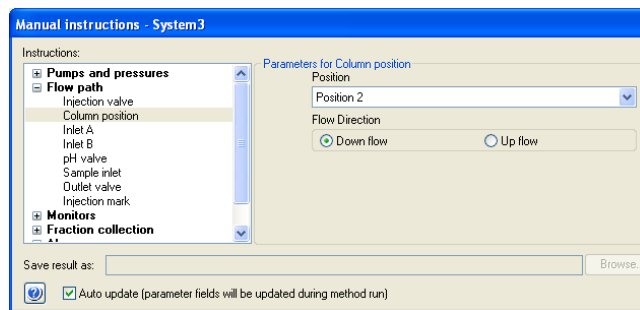 Manual instructions - System3
Instructions:
Pumps and pressures
Flow path
Injection valve
Column position
Inlet A
Inlet B
pH valve
Sample inlet
Outlet valve
Injection mark
Monitors
Fraction collection
Parameters for Column position
Position
Position 2
Flow Direction
Down flow Up flow
Save result as: Browse.
Auto update (parameter fields will be updated during method run)